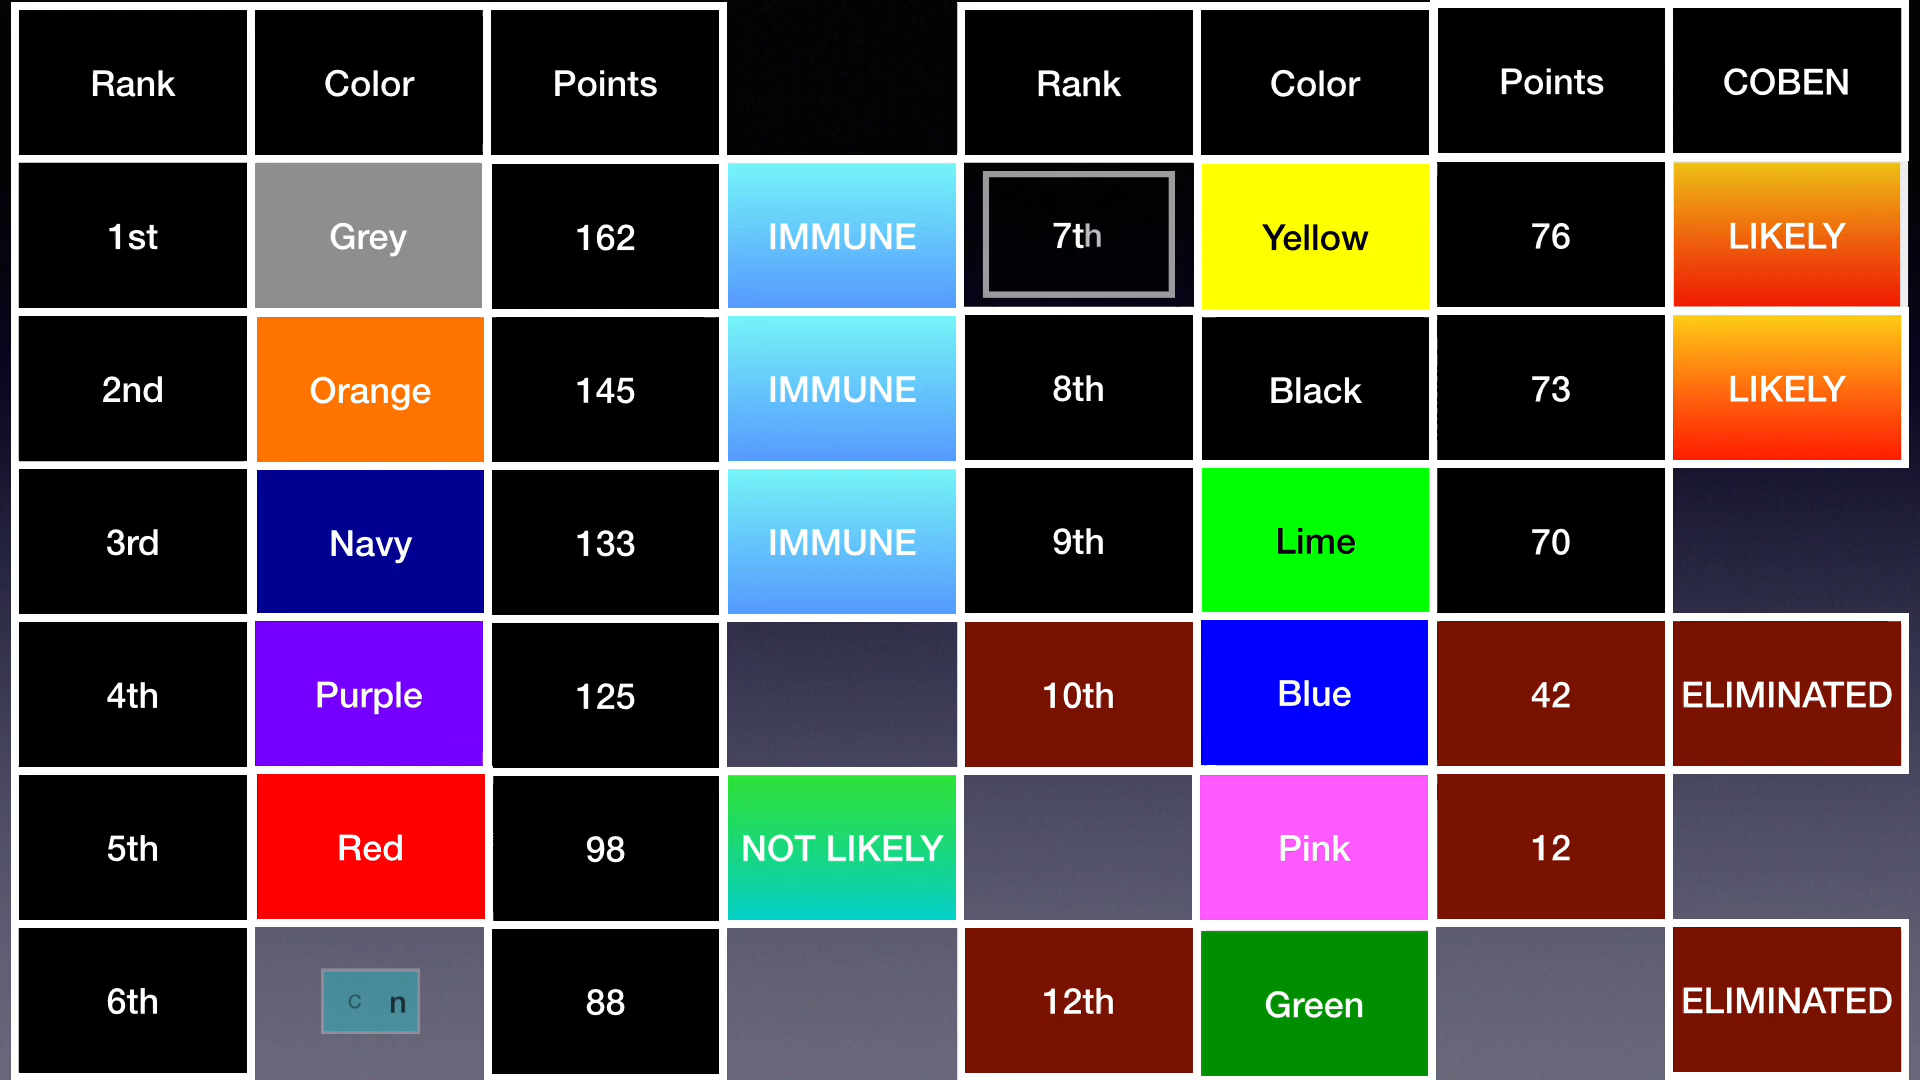 Rank Color Points Rank Color Points COBEN
1st Grey 162 IMMUNE 7th Yellow 76 LIKELY
2nd Orange 145 IMMUNE 8th Black 73 LIKELY
3rd Navy 133 IMMUNE 9th Lime 70
4th Purple 125 10th Blue 42 ELIMINATED
5th Red 98 NOT LIKELY Pink 12
6th 88 12th Green ELIMINATED